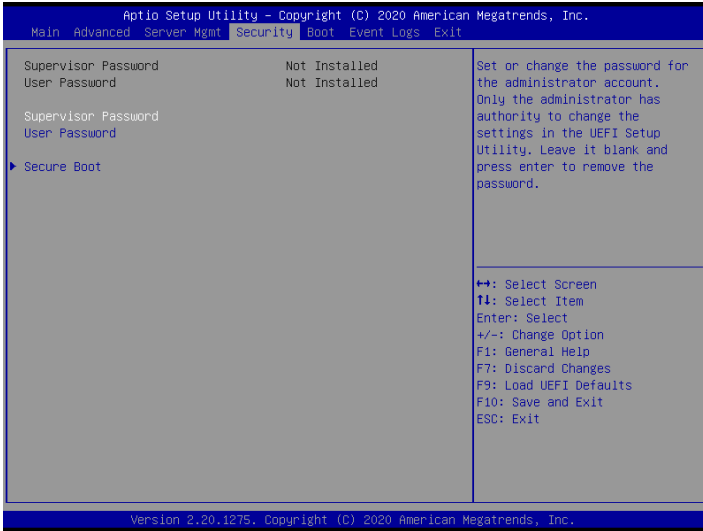 Aptio Setup Utility – Copyright (C) 2020 American Megatrends, Inc.
Main Advanced Server Mgmt Security Boot Event Logs Exit
Supervisor Password Not Installed
User Password Not Installed
Supervisor Password
User Password
Secure Boot
Set or change the password for
the administrator account.
Only the administrator has
authority to change the
settings in the UEFI Setup
Utility. Leave it blank and
press enter to remove the
password.
↔: Select Screen
↑↓: Select Item
Enter: Select
+/-: Change Option
F1: General Help
F7: Discard Changes
F9: Load UEFI Defaults
F10: Save and Exit
ESC: Exit
Version 2.20.1275. Copyright (C) 2020 American Megatrends, Inc.